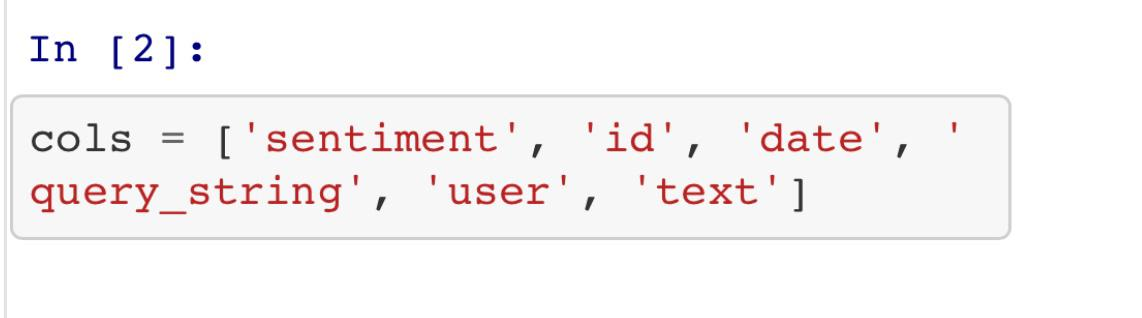 In [2]:
cols = ['sentiment', 'id', 'date', '
query_string', 'user', 'text']